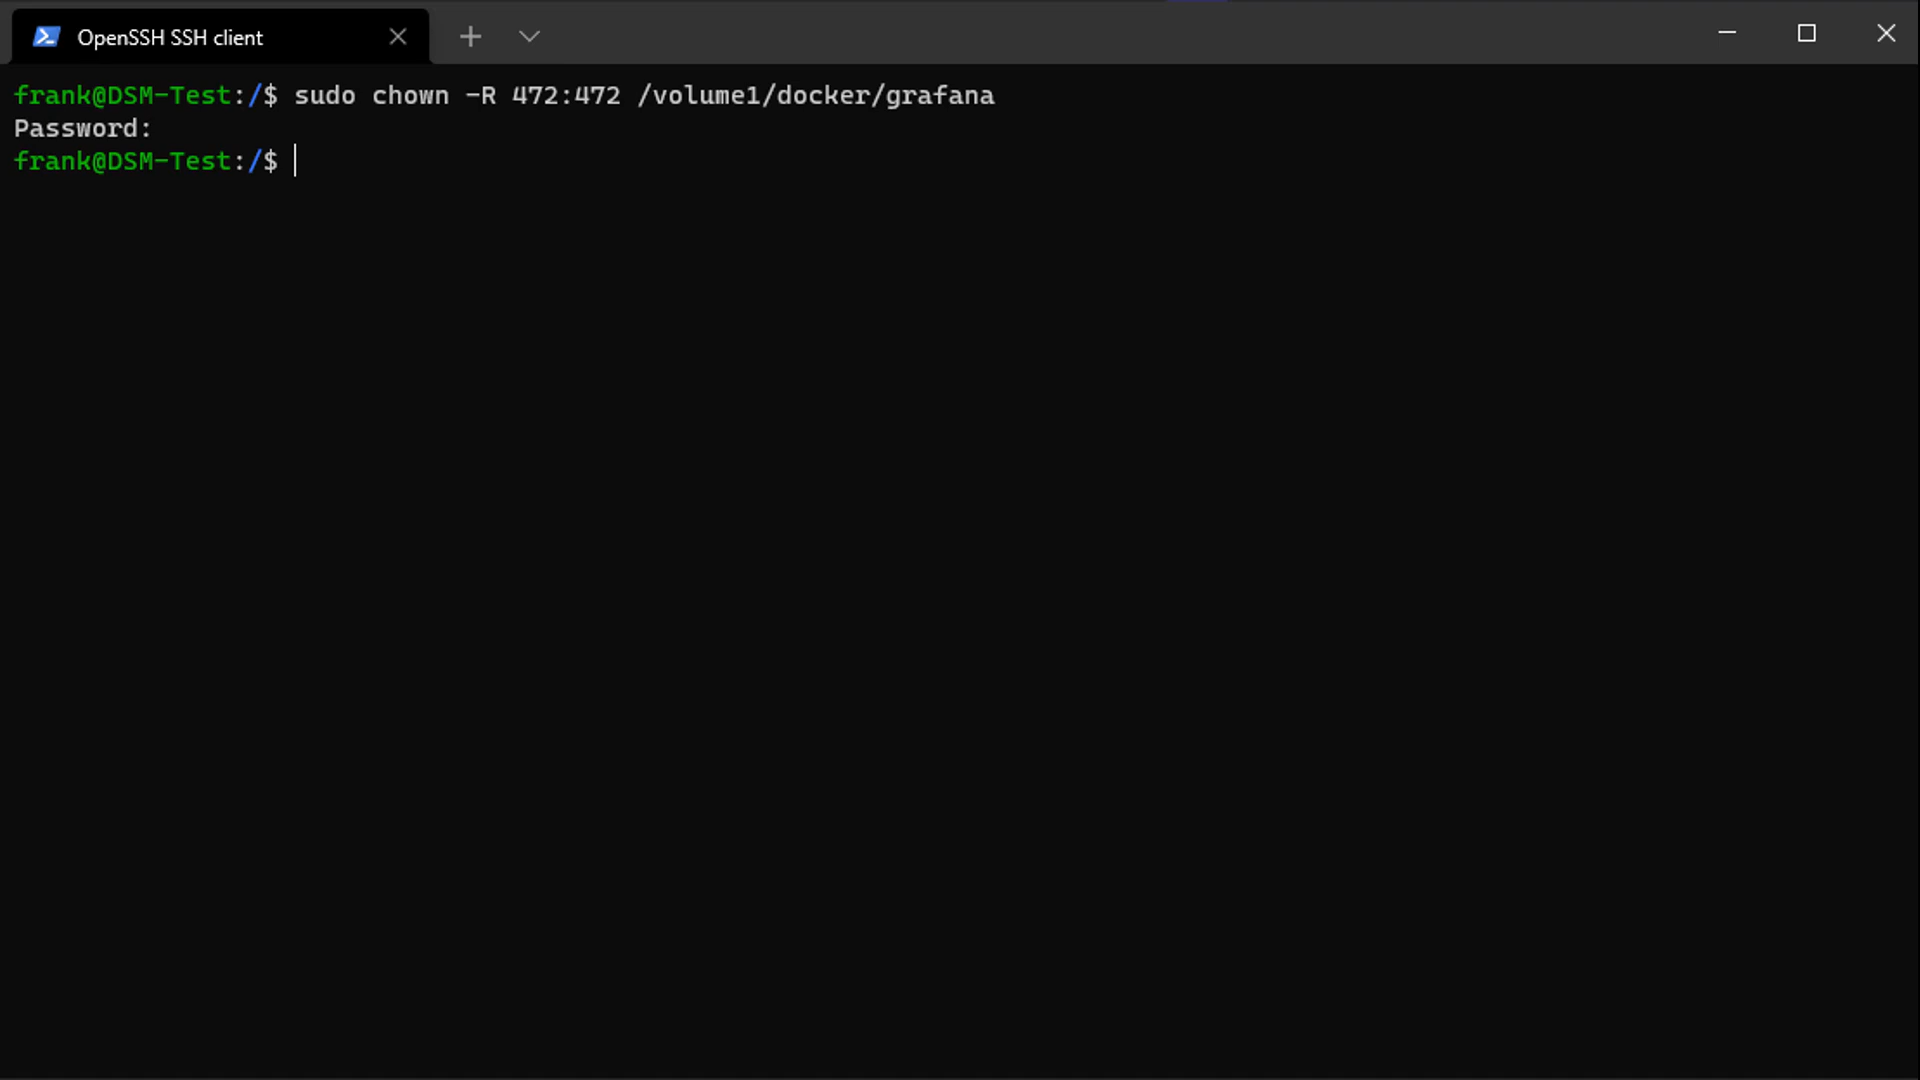 OpenSSH SSH client
frank@DSM-Test:/$ sudo chown -R 472:472 /volume1/docker/grafana
Password:
frank@DSM-Test:/$